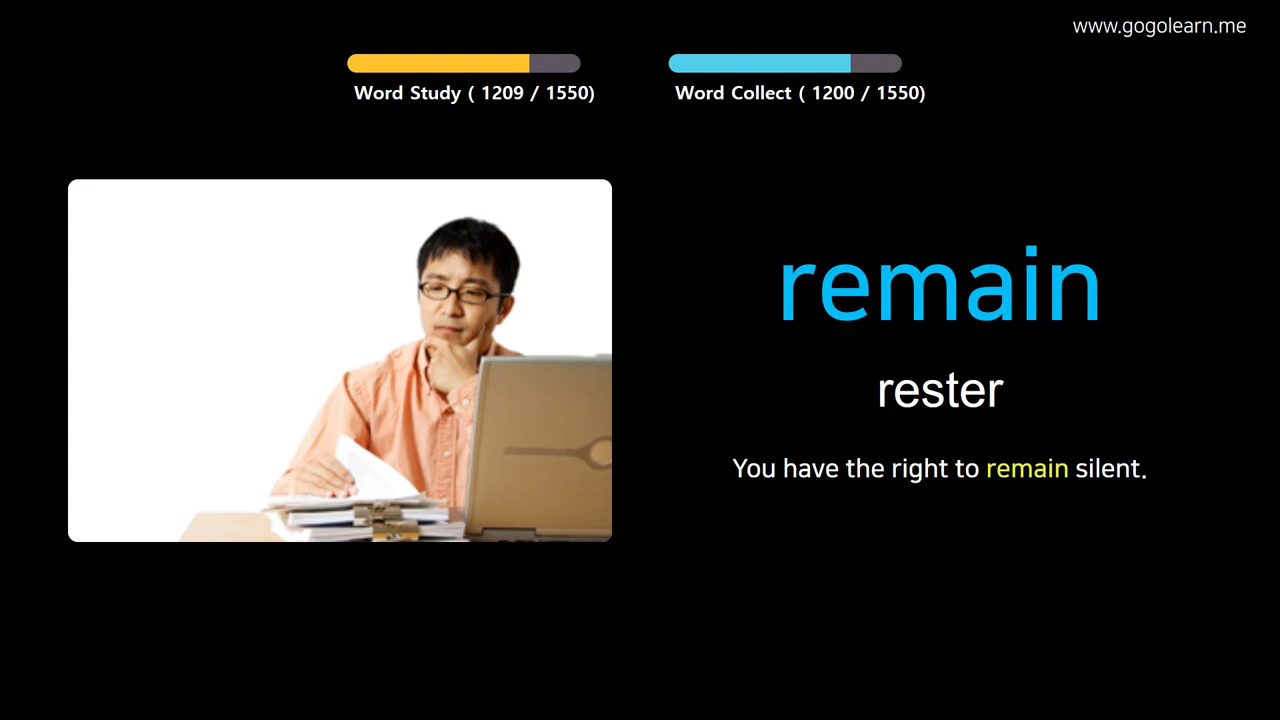 www.gogolearn.me
Word Study ( 1209 / 1550)
Word Collect ( 1200 / 1550)
remain
rester
You have the right to remain silent.